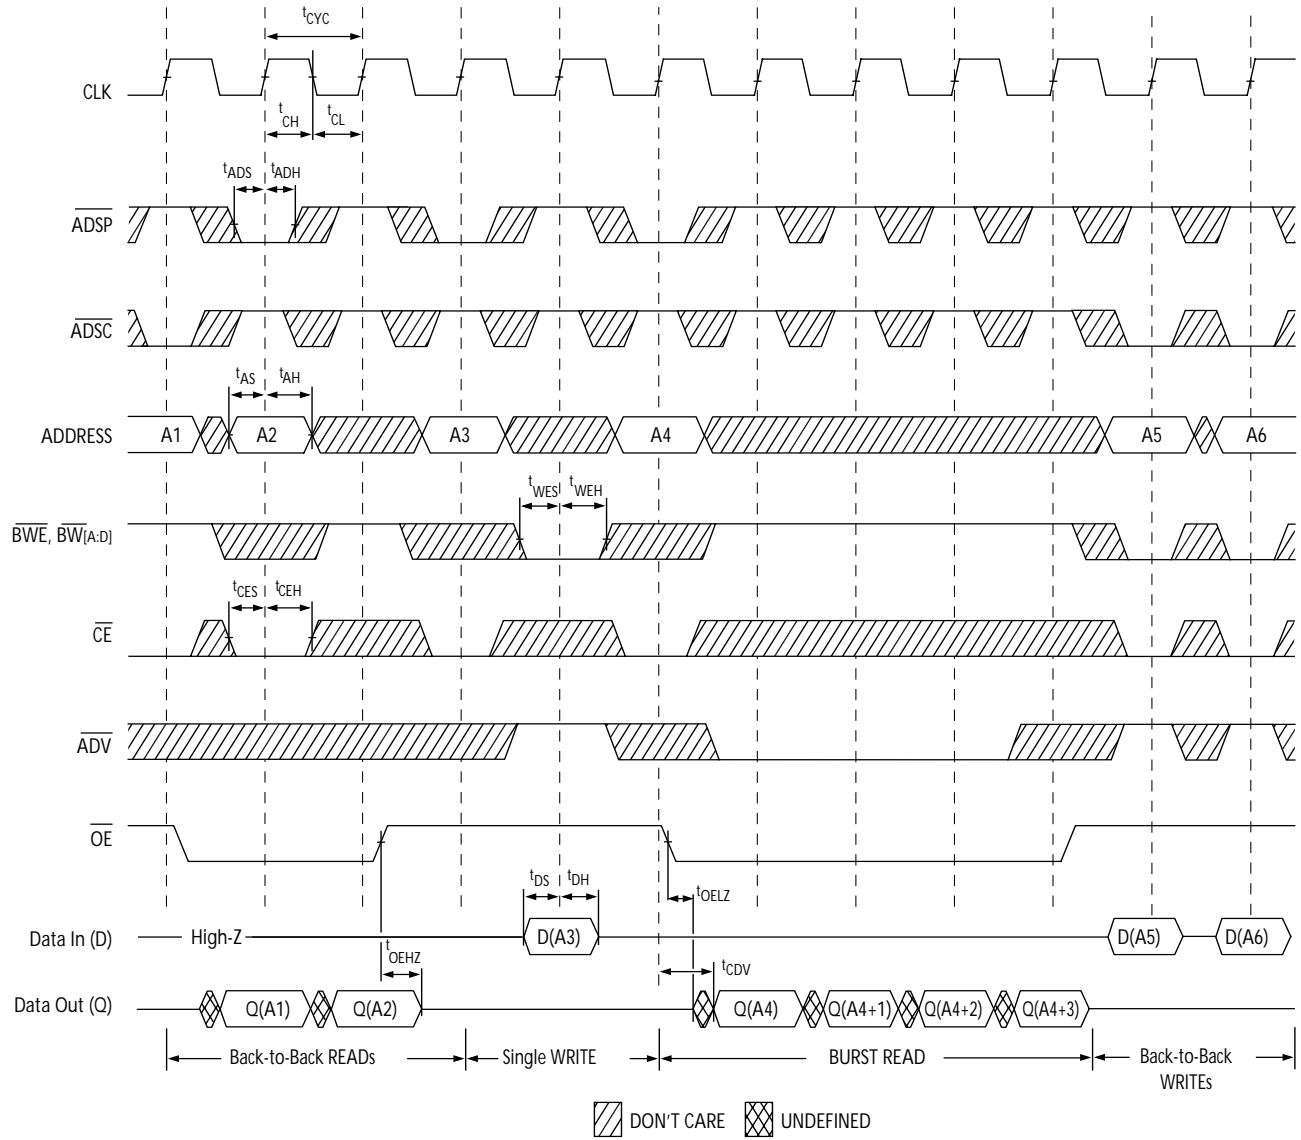 tCYC
CLK
tCH
tCL
tADS
tADH
ADSP
ADSC
tAS
tAH
ADDRESS
A1
A2
A3
A4
A5
A6
tWES
tWEH
BWE, BW[A:D]
tCES
tCEH
CE
ADV
OE
tDS
tDH
tOELZ
Data In (D)
High-Z
D(A3)
D(A5)
D(A6)
tOEHZ
tCDV
Data Out (Q)
Q(A1)
Q(A2)
Q(A4)
Q(A4+1)
Q(A4+2)
Q(A4+3)
Back-to-Back READs
Single WRITE
BURST READ
Back-to-Back
WRITEs
DON'T CARE
UNDEFINED